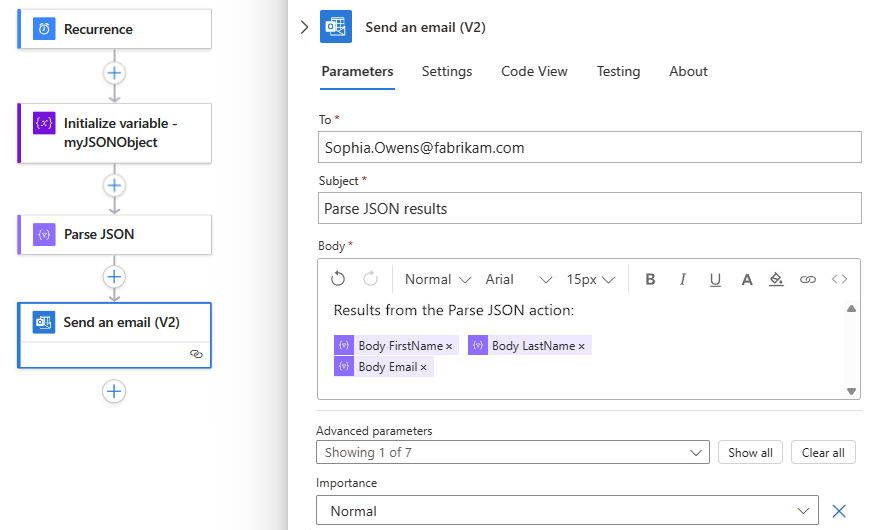 Recurrence
Initialize variable -
myJSONObject
Parse JSON
Send an email (V2)
Send an email (V2)
Parameters Settings Code View Testing About
To *
Sophia.Owens@fabrikam.com
Subject *
Parse JSON results
Body *
Normal Arial 15px B I U A
Results from the Parse JSON action:
Body FirstName × Body LastName ×
Body Email ×
Advanced parameters
Showing 1 of 7 Show all Clear all
Importance
Normal